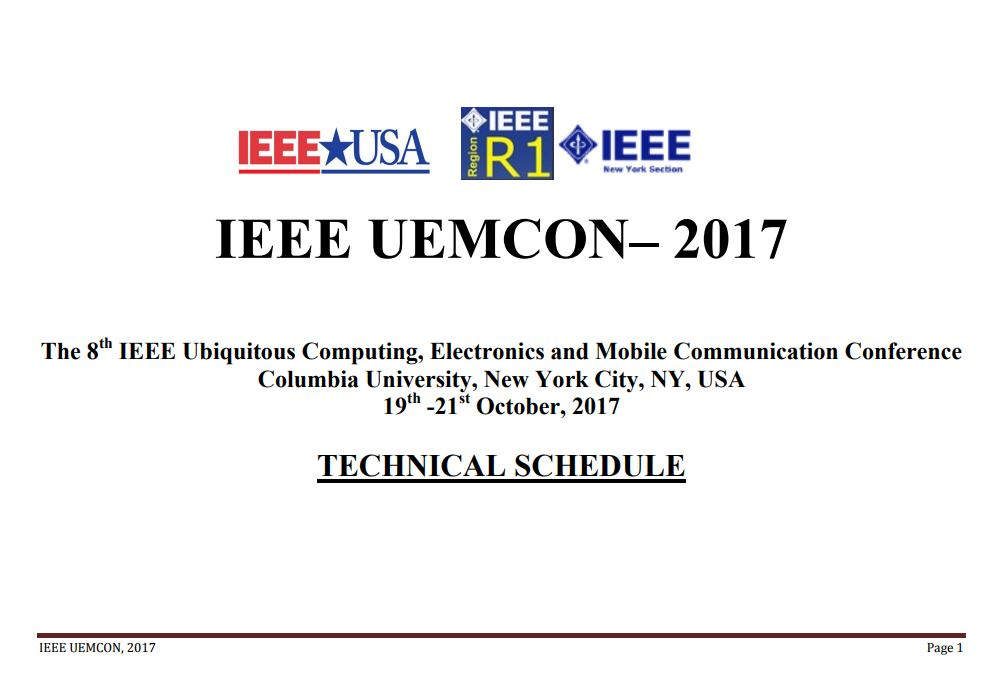 IEEE★USA
IEEE
Region R1
IEEE
New York Section
IEEE UEMCON– 2017
The 8th IEEE Ubiquitous Computing, Electronics and Mobile Communication Conference
Columbia University, New York City, NY, USA
19th -21st October, 2017
TECHNICAL SCHEDULE
IEEE UEMCON, 2017 Page 1